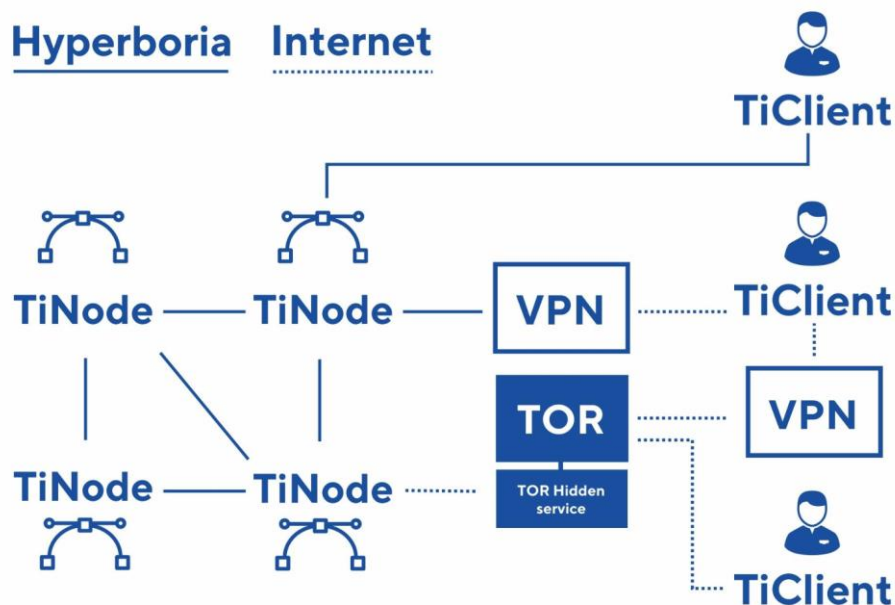 Hyperboria
Internet
TiClient
TiNode
TiNode
VPN
TiClient
TOR
VPN
TiNode
TiNode
TOR Hidden
service
TiClient